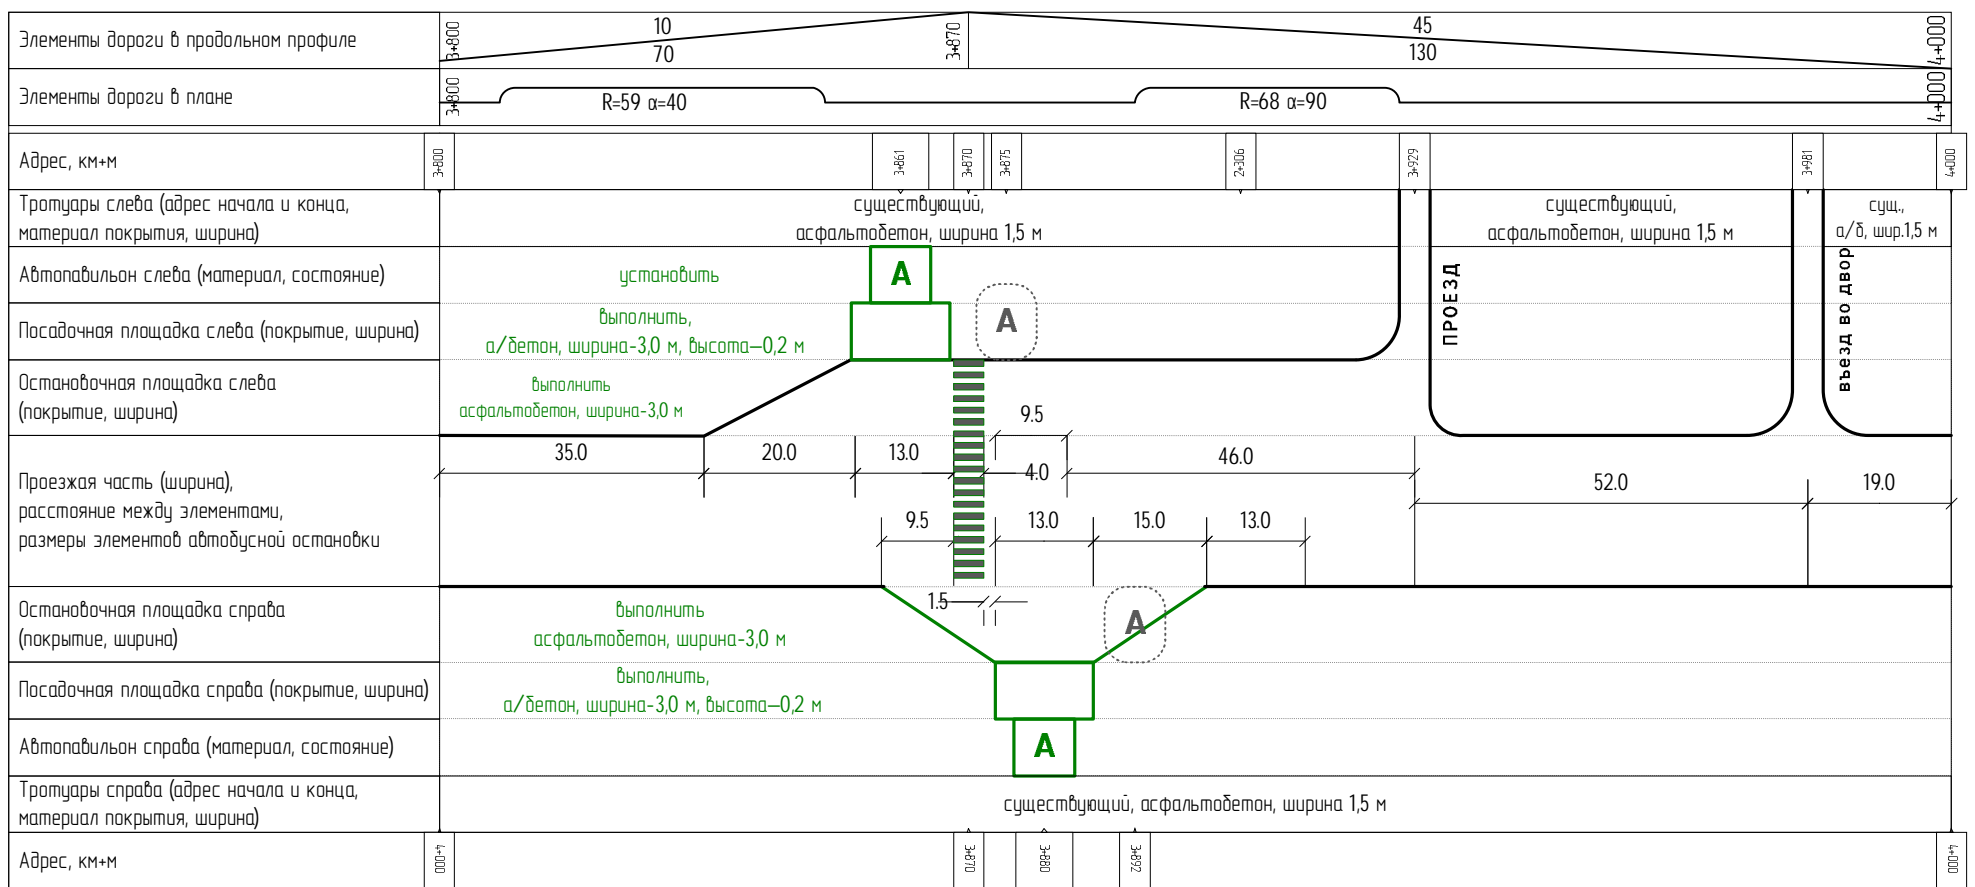 Элементы дороги в продольном профиле
3+800
10
70
3+870
45
130
4+000
Элементы дороги в плане
3+800
R=59 α=40
R=68 α=90
4+000
Адрес, км+м
3+800
3+861
3+870
3+875
2+306
3+929
3+981
4+000
Тротуары слева (адрес начала и конца,
материал покрытия, ширина)
существующий,
асфальтобетон, ширина 1,5 м
существующий,
асфальтобетон, ширина 1,5 м
сущ.,
а/б, шир.1,5 м
Автопавильон слева (материал, состояние)
установить
А
Посадочная площадка слева (покрытие, ширина)
выполнить,
а/бетон, ширина-3,0 м, высота–0,2 м
А
ПРОЕЗД
въезд во двор
Остановочная площадка слева
(покрытие, ширина)
выполнить
асфальтобетон, ширина-3,0 м
Проезжая часть (ширина),
расстояние между элементами,
размеры элементов автобусной остановки
9.5
35.0
20.0
13.0
4.0
46.0
52.0
19.0
9.5
13.0
15.0
13.0
1.5
Остановочная площадка справа
(покрытие, ширина)
выполнить
асфальтобетон, ширина-3,0 м
А
Посадочная площадка справа (покрытие, ширина)
выполнить,
а/бетон, ширина-3,0 м, высота–0,2 м
Автопавильон справа (материал, состояние)
А
Тротуары справа (адрес начала и конца,
материал покрытия, ширина)
существующий, асфальтобетон, ширина 1,5 м
Адрес, км+м
4+000
3+870
3+880
3+892
4+000